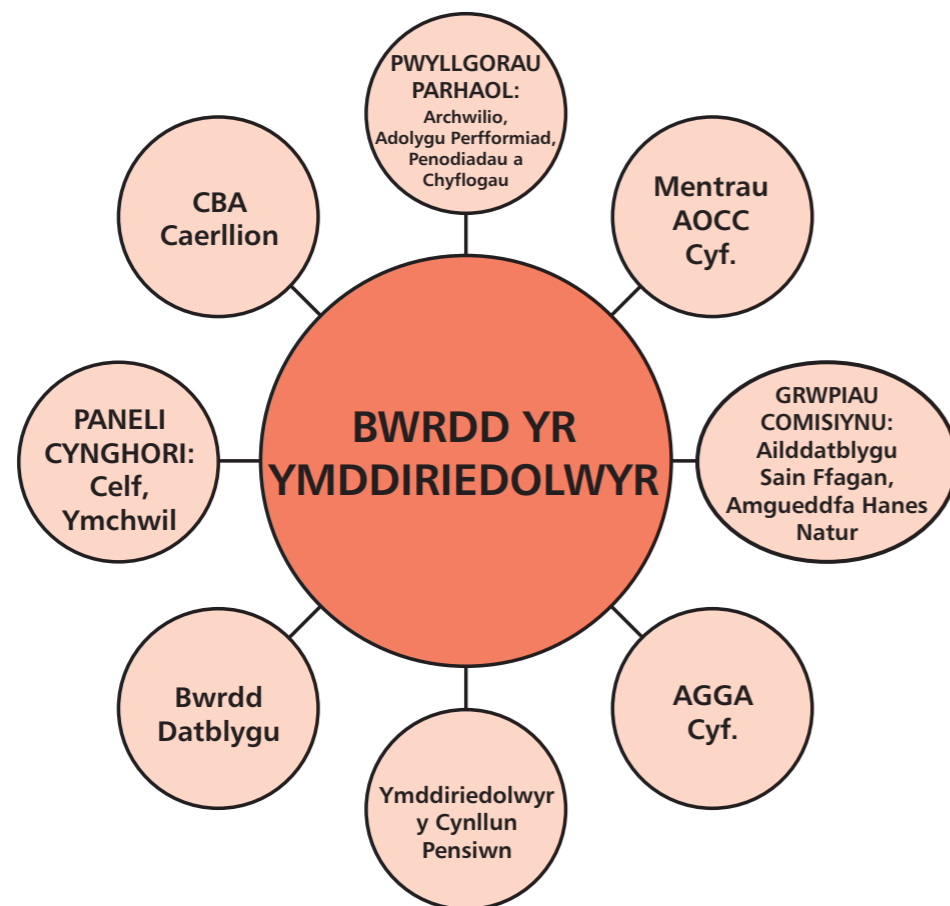 PWYLLGORAU
PARHAOL:
Archwilio,
Adolygu Perfformiad,
Penodiadau a
Chyflogau
Mentrau
AOCC
Cyf.
GRWPIAU
COMISIYNU:
Ailddatblygu
Sain Ffagan,
Amgueddfa Hanes
Natur
AGGA
Cyf.
Ymddiriedolwyr
y Cynllun
Pensiwn
Bwrdd
Datblygu
PANELI
CYNGHORI:
Celf,
Ymchwil
CBA
Caerllion
BWRDD YR
YMDDIRIEDOLWYR